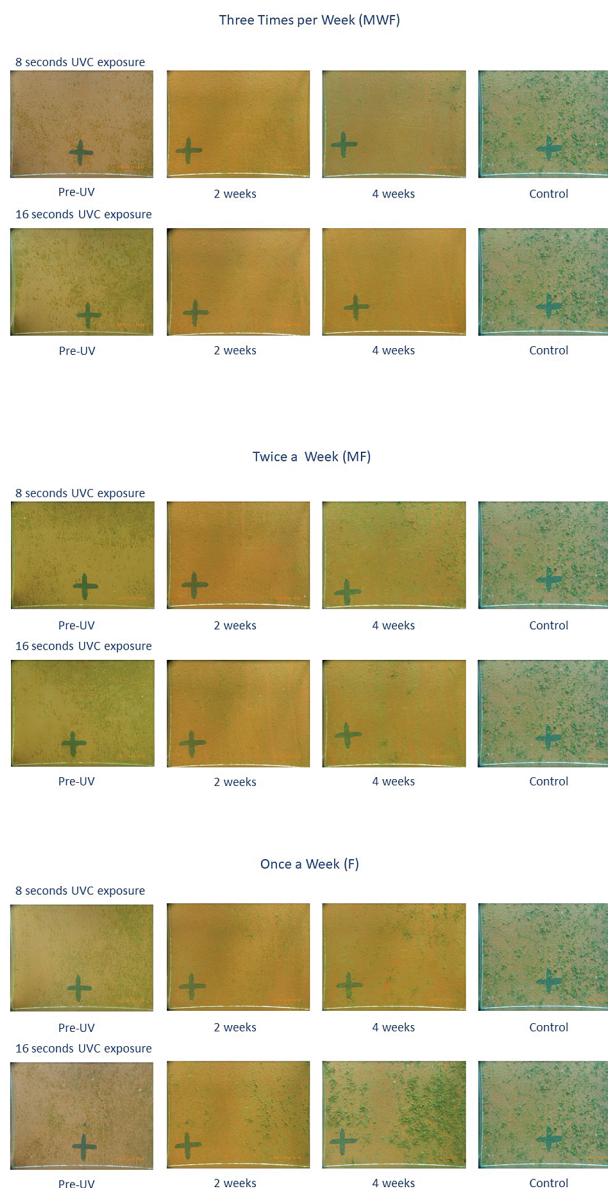 Three Times per Week (MWF)
8 seconds UVC exposure
Pre-UV
2 weeks
4 weeks
Control
16 seconds UVC exposure
Pre-UV
2 weeks
4 weeks
Control
Twice a Week (MF)
8 seconds UVC exposure
Pre-UV
2 weeks
4 weeks
Control
16 seconds UVC exposure
Pre-UV
2 weeks
4 weeks
Control
Once a Week (F)
8 seconds UVC exposure
Pre-UV
2 weeks
4 weeks
Control
16 seconds UVC exposure
Pre-UV
2 weeks
4 weeks
Control